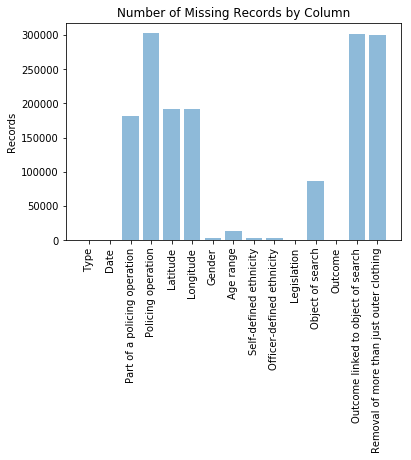 Number of Missing Records by Column
300000
250000
200000
150000
100000
50000
0
Records
Type
Date
Part of a policing operation
Policing operation
Latitude
Longitude
Gender
Age range
Self-defined ethnicity
Officer-defined ethnicity
Legislation
Object of search
Outcome
Outcome linked to object of search
Removal of more than just outer clothing